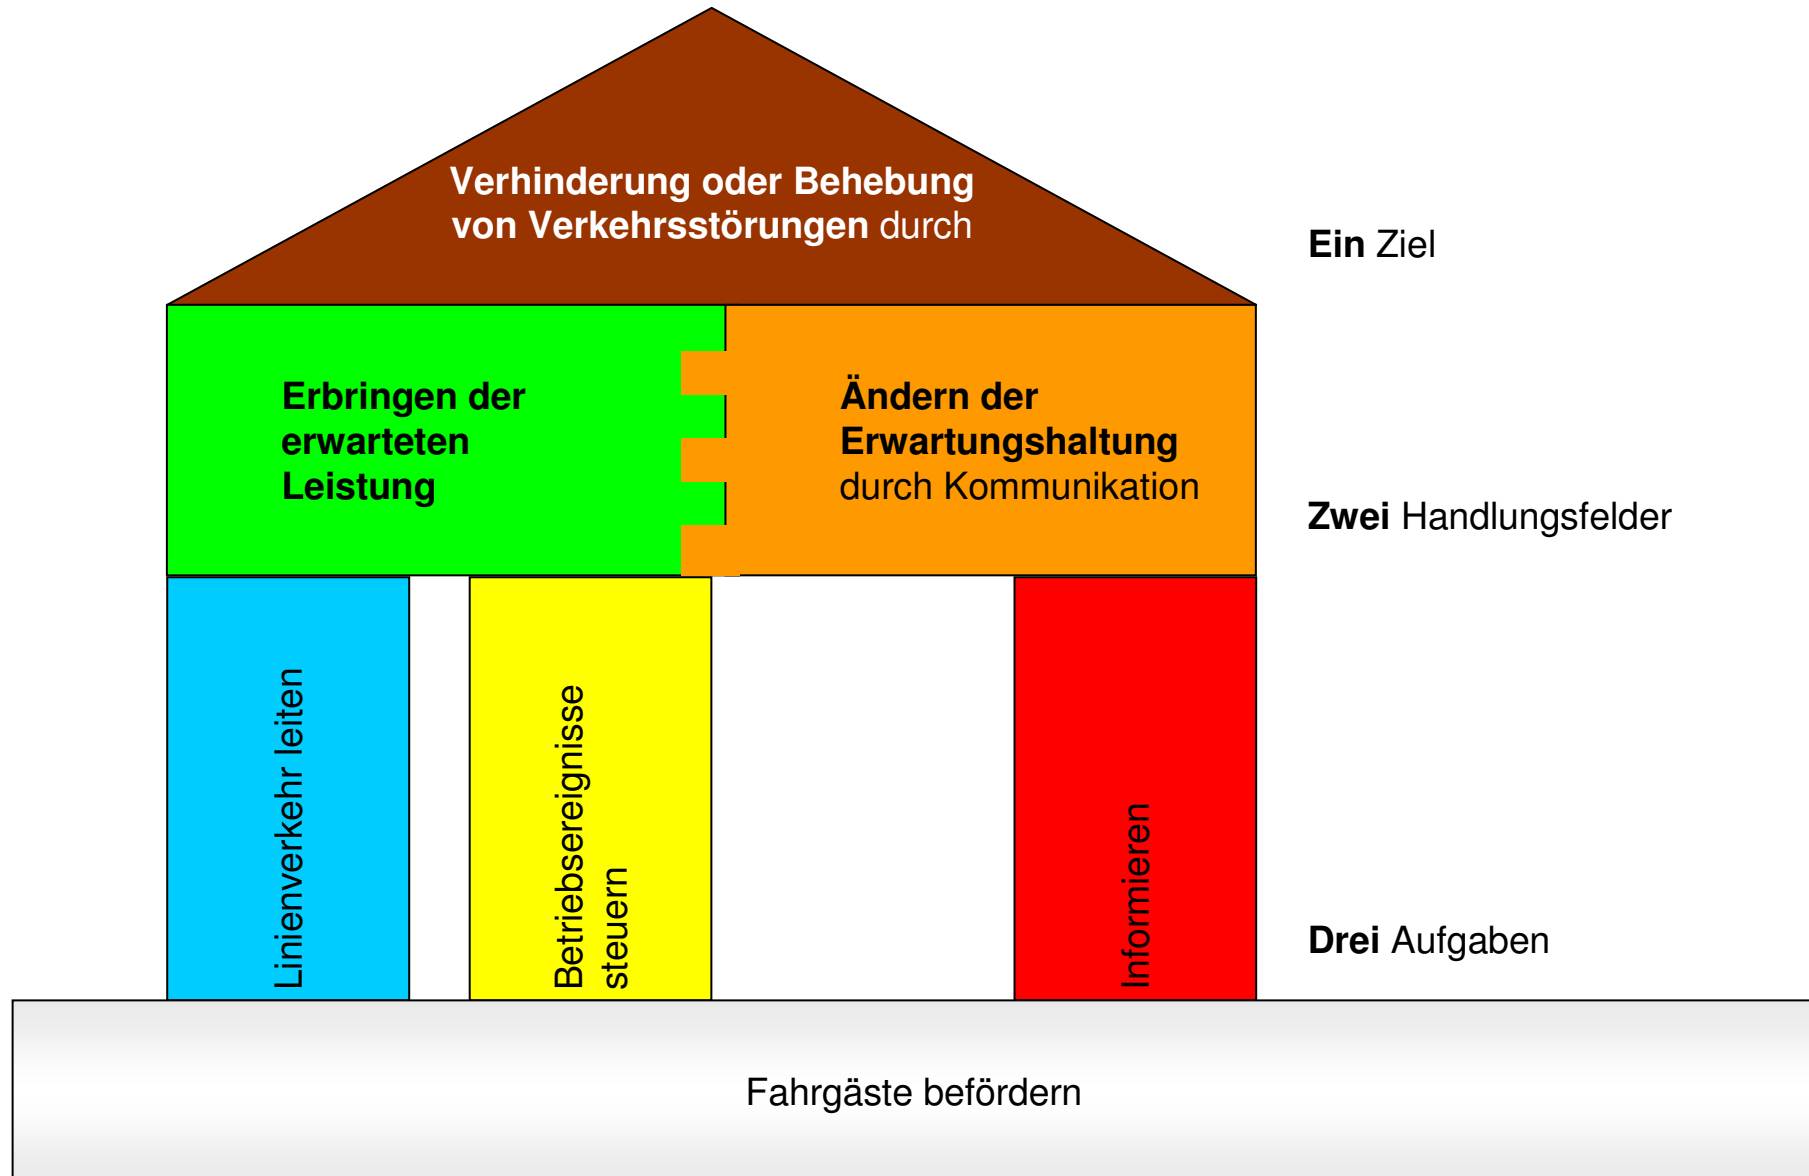 Verhinderung oder Behebung
von Verkehrsstörungen durch
Ein Ziel
Erbringen der
erwarteten
Leistung
Ändern der
Erwartungshaltung
durch Kommunikation
Zwei Handlungsfelder
Linienverkehr leiten
Betriebsereignisse
steuern
Informieren
Drei Aufgaben
Fahrgäste befördern